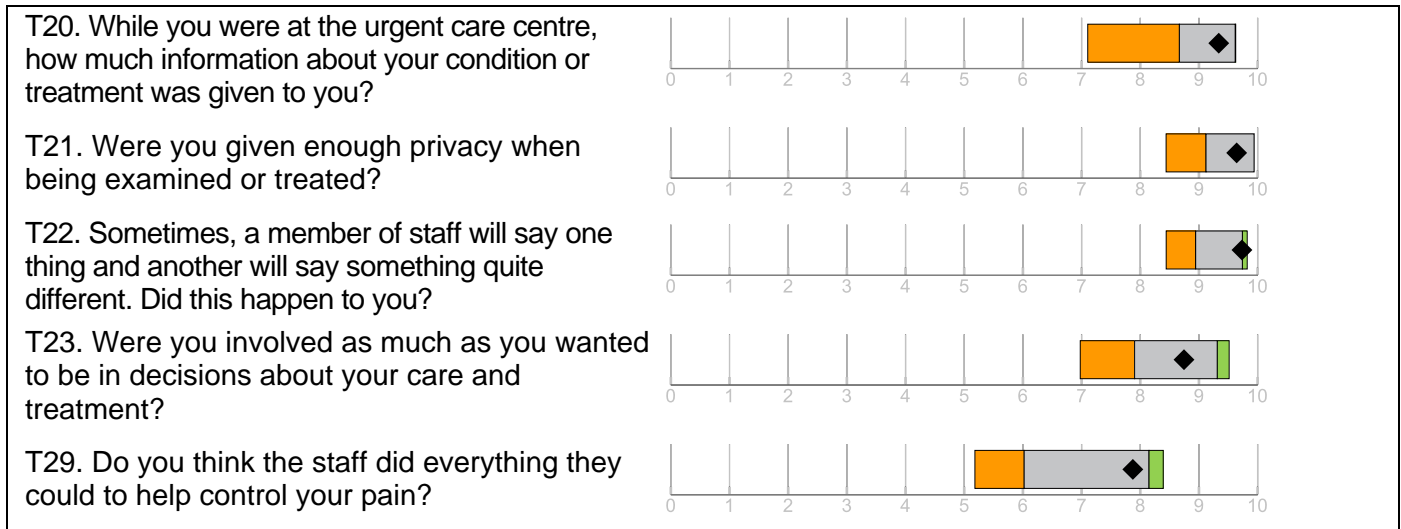 T20. While you were at the urgent care centre,
how much information about your condition or
treatment was given to you?
0 1 2 3 4 5 6 7 8 9 10
T21. Were you given enough privacy when
being examined or treated?
0 1 2 3 4 5 6 7 8 9 10
T22. Sometimes, a member of staff will say one
thing and another will say something quite
different. Did this happen to you?
0 1 2 3 4 5 6 7 8 9 10
T23. Were you involved as much as you wanted
to be in decisions about your care and
treatment?
0 1 2 3 4 5 6 7 8 9 10
T29. Do you think the staff did everything they
could to help control your pain?
0 1 2 3 4 5 6 7 8 9 10